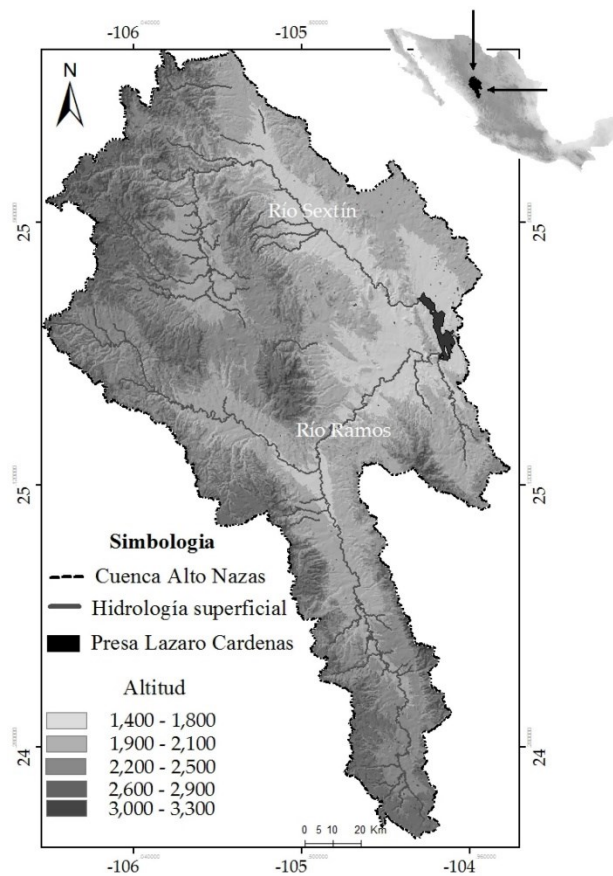 -106
-105
N
25
25
Río Sextín
Río Ramos
25
25
Simbologia
Cuenca Alto Nazas
Hidrología superficial
Presa Lazaro Cardenas
Altitud
1,400 - 1,800
1,900 - 2,100
2,200 - 2,500
2,600 - 2,900
3,000 - 3,300
24
24
0 5 10 20 Km
-106
-105
-104